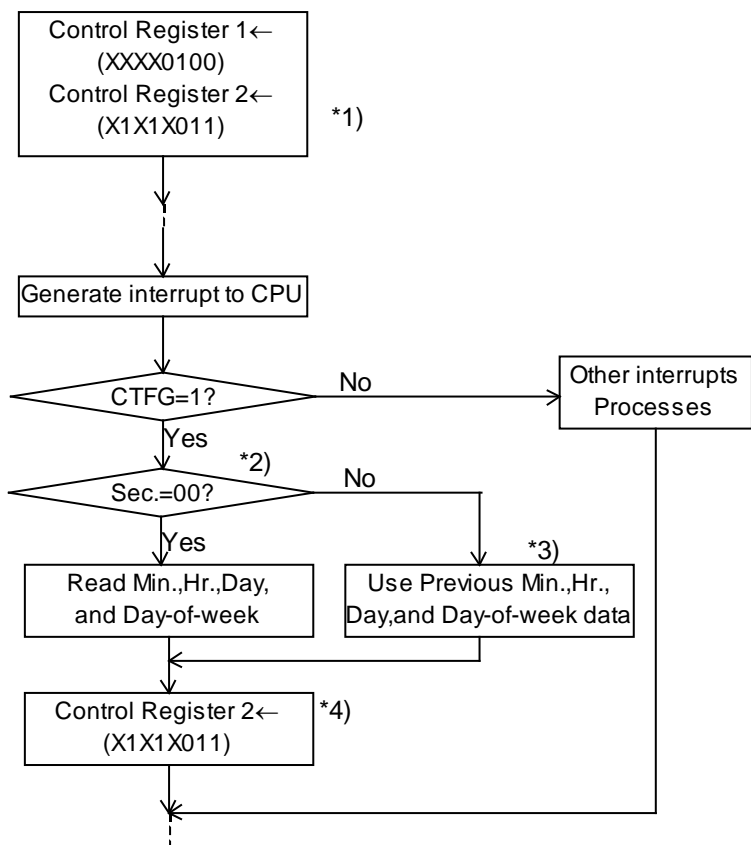 Control Register 1←
(XXXX0100)
Control Register 2←
(X1X1X011)
*1)
Generate interrupt to CPU
CTFG=1?
No
Other interrupts
Processes
Yes
*2)
Sec.=00?
No
Yes
*3)
Read Min.,Hr.,Day,
and Day-of-week
Use Previous Min.,Hr.,
Day,and Day-of-week data
Control Register 2←
(X1X1X011)
*4)